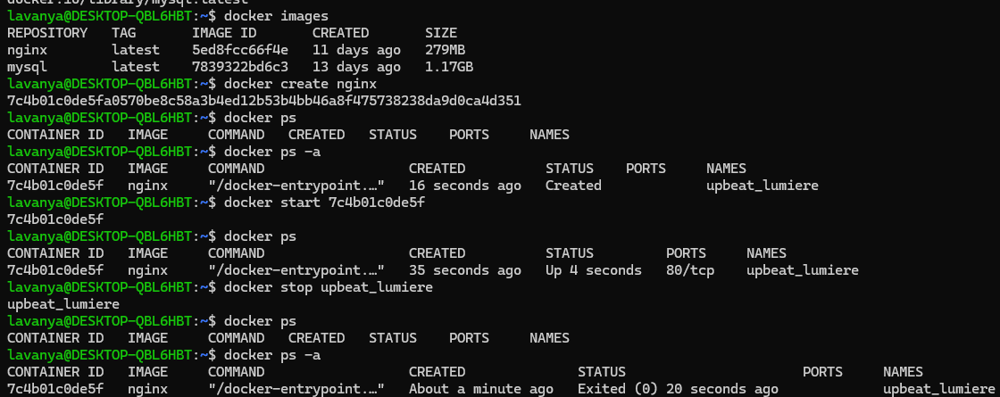 docker.io/library/mysql:latest
lavanya@DESKTOP-QBL6HBT:~$ docker images
REPOSITORY   TAG       IMAGE ID       CREATED       SIZE
nginx        latest    5ed8fcc66f4e   11 days ago   279MB
mysql        latest    7839322bd6c3   13 days ago   1.17GB
lavanya@DESKTOP-QBL6HBT:~$ docker create nginx
7c4b01c0de5fa0570be8c58a3b4ed12b53b4bb46a8f475738238da9d0ca4d351
lavanya@DESKTOP-QBL6HBT:~$ docker ps
CONTAINER ID   IMAGE     COMMAND   CREATED   STATUS    PORTS     NAMES
lavanya@DESKTOP-QBL6HBT:~$ docker ps -a
CONTAINER ID   IMAGE     COMMAND                  CREATED          STATUS    PORTS     NAMES
7c4b01c0de5f   nginx     "/docker-entrypoint.…"   16 seconds ago   Created             upbeat_lumiere
lavanya@DESKTOP-QBL6HBT:~$ docker start 7c4b01c0de5f
7c4b01c0de5f
lavanya@DESKTOP-QBL6HBT:~$ docker ps
CONTAINER ID   IMAGE     COMMAND                  CREATED          STATUS         PORTS     NAMES
7c4b01c0de5f   nginx     "/docker-entrypoint.…"   35 seconds ago   Up 4 seconds   80/tcp    upbeat_lumiere
lavanya@DESKTOP-QBL6HBT:~$ docker stop upbeat_lumiere
upbeat_lumiere
lavanya@DESKTOP-QBL6HBT:~$ docker ps
CONTAINER ID   IMAGE     COMMAND   CREATED   STATUS    PORTS     NAMES
lavanya@DESKTOP-QBL6HBT:~$ docker ps -a
CONTAINER ID   IMAGE     COMMAND                  CREATED              STATUS                      PORTS     NAMES
7c4b01c0de5f   nginx     "/docker-entrypoint.…"   About a minute ago   Exited (0) 20 seconds ago             upbeat_lumiere